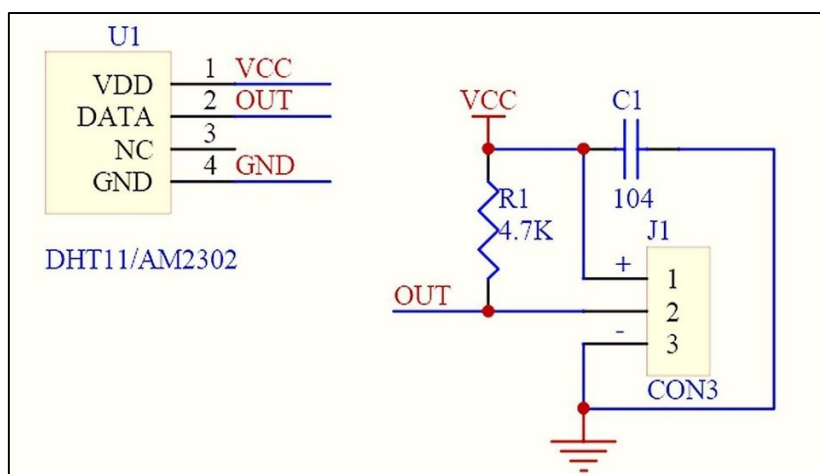 U1
VDD 1 VCC
DATA 2 OUT
NC 3
GND 4 GND
DHT11/AM2302
VCC
C1
104
R1
4.7K
J1
+ 1
OUT
2
- 3
CON3